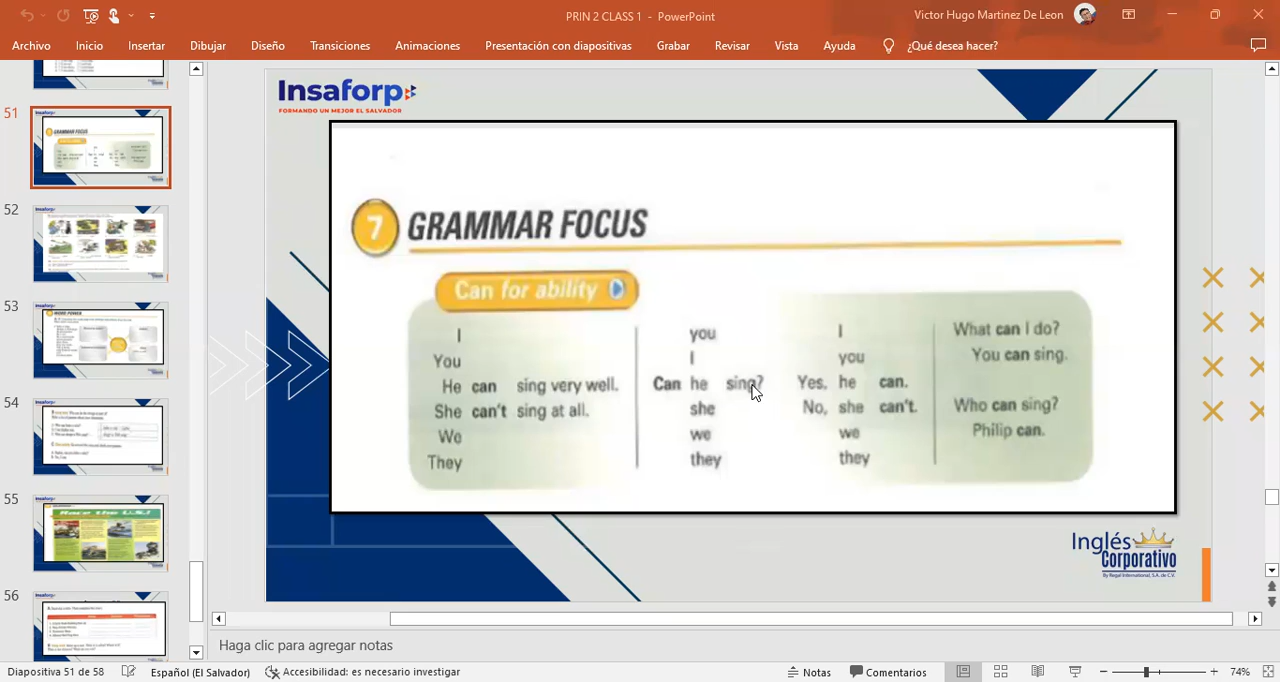 PRIN 2 CLASS 1 - PowerPoint
Victor Hugo Martinez De Leon
Archivo Inicio Insertar Dibujar Diseño Transiciones Animaciones Presentación con diapositivas Grabar Revisar Vista Ayuda ¿Qué desea hacer?
51
GRAMMAR FOCUS
52
53
WORD POWER
54
55
56
Insaforp
FORMANDO UN MEJOR EL SALVADOR
7 GRAMMAR FOCUS
Can for ability
I
You
He can sing very well.
She can't sing at all.
We
They
you
I
Can he sing?
she
we
they
I
you
Yes, he can.
No, she can't.
we
they
What can I do?
You can sing.
Who can sing?
Philip can.
Inglés
Corporativo
By Regal International, S.A. de C.V.
Haga clic para agregar notas
Diapositiva 51 de 58 Español (El Salvador) Accesibilidad: es necesario investigar Notas Comentarios 74%